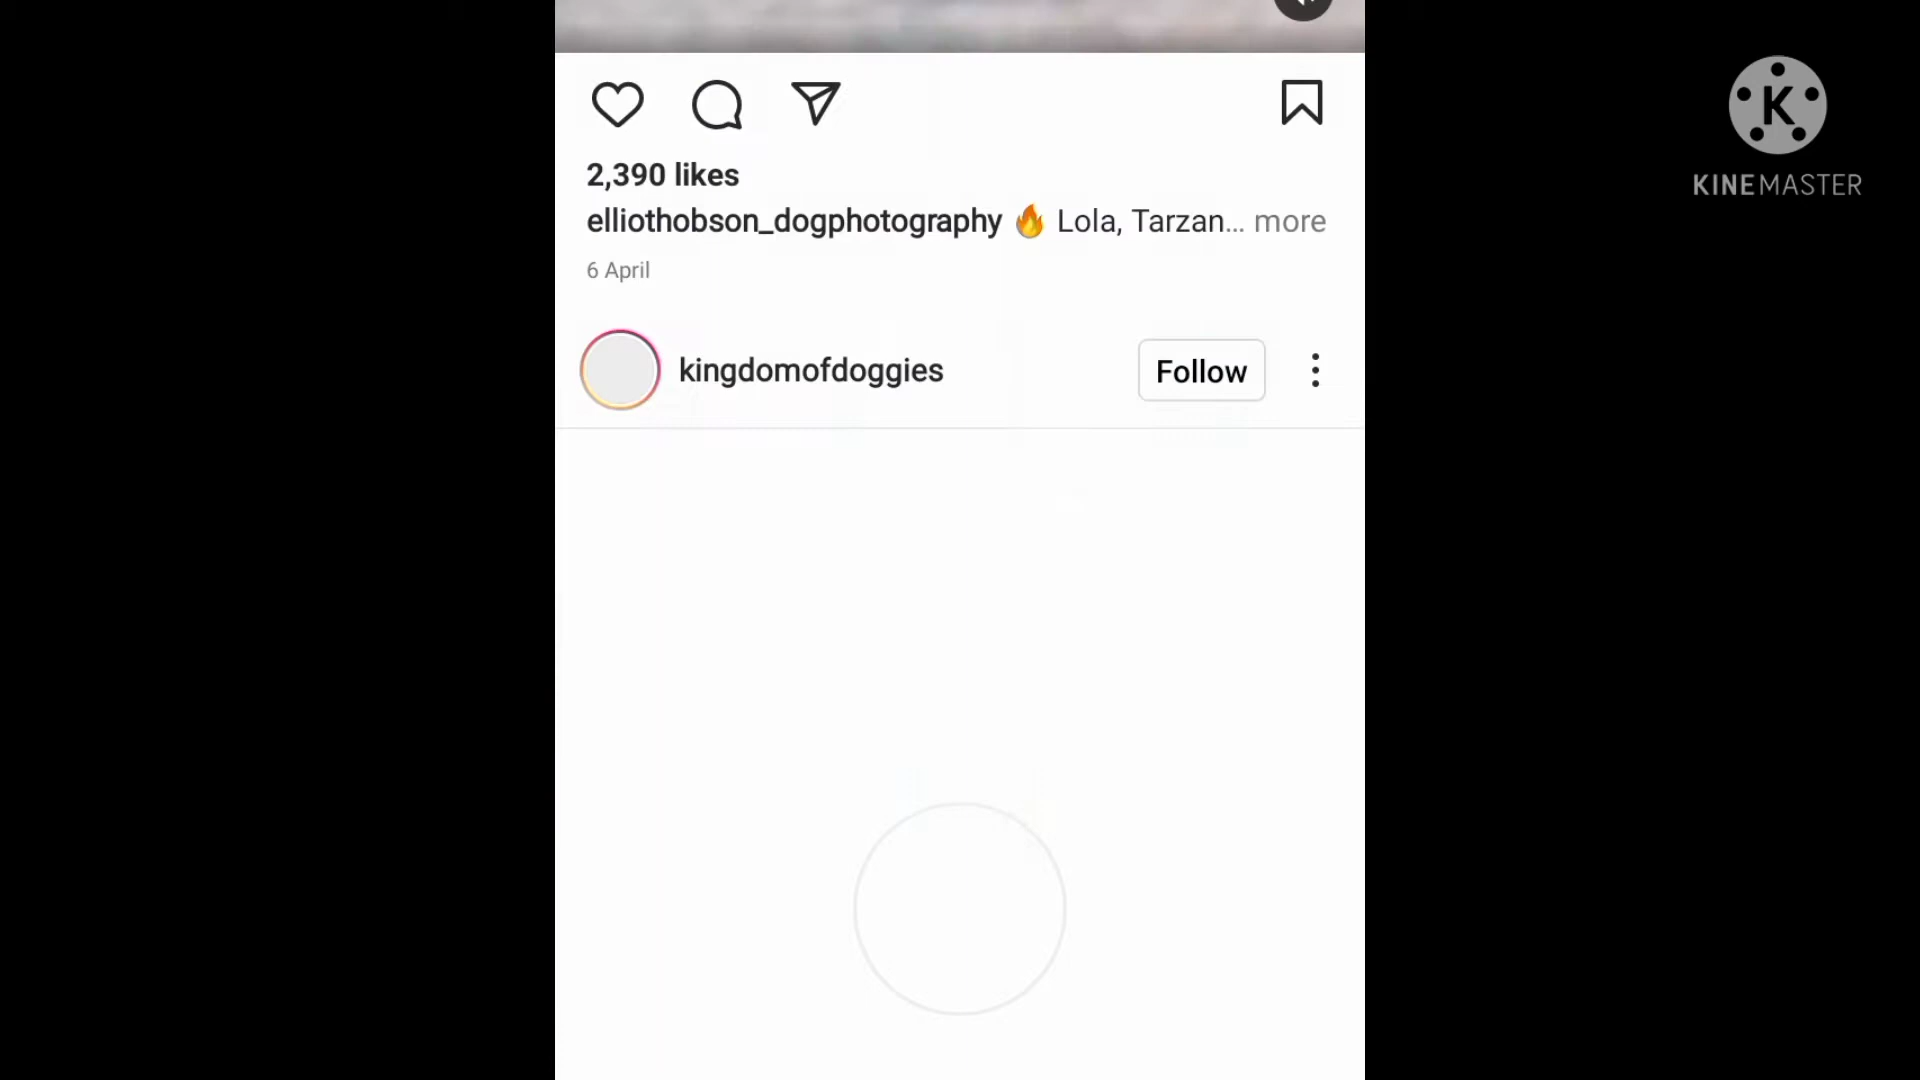 2,390 likes
elliothobson_dogphotography 🔥 Lola, Tarzan... more
6 April
kingdomofdoggies
Follow
K
KINEMASTER